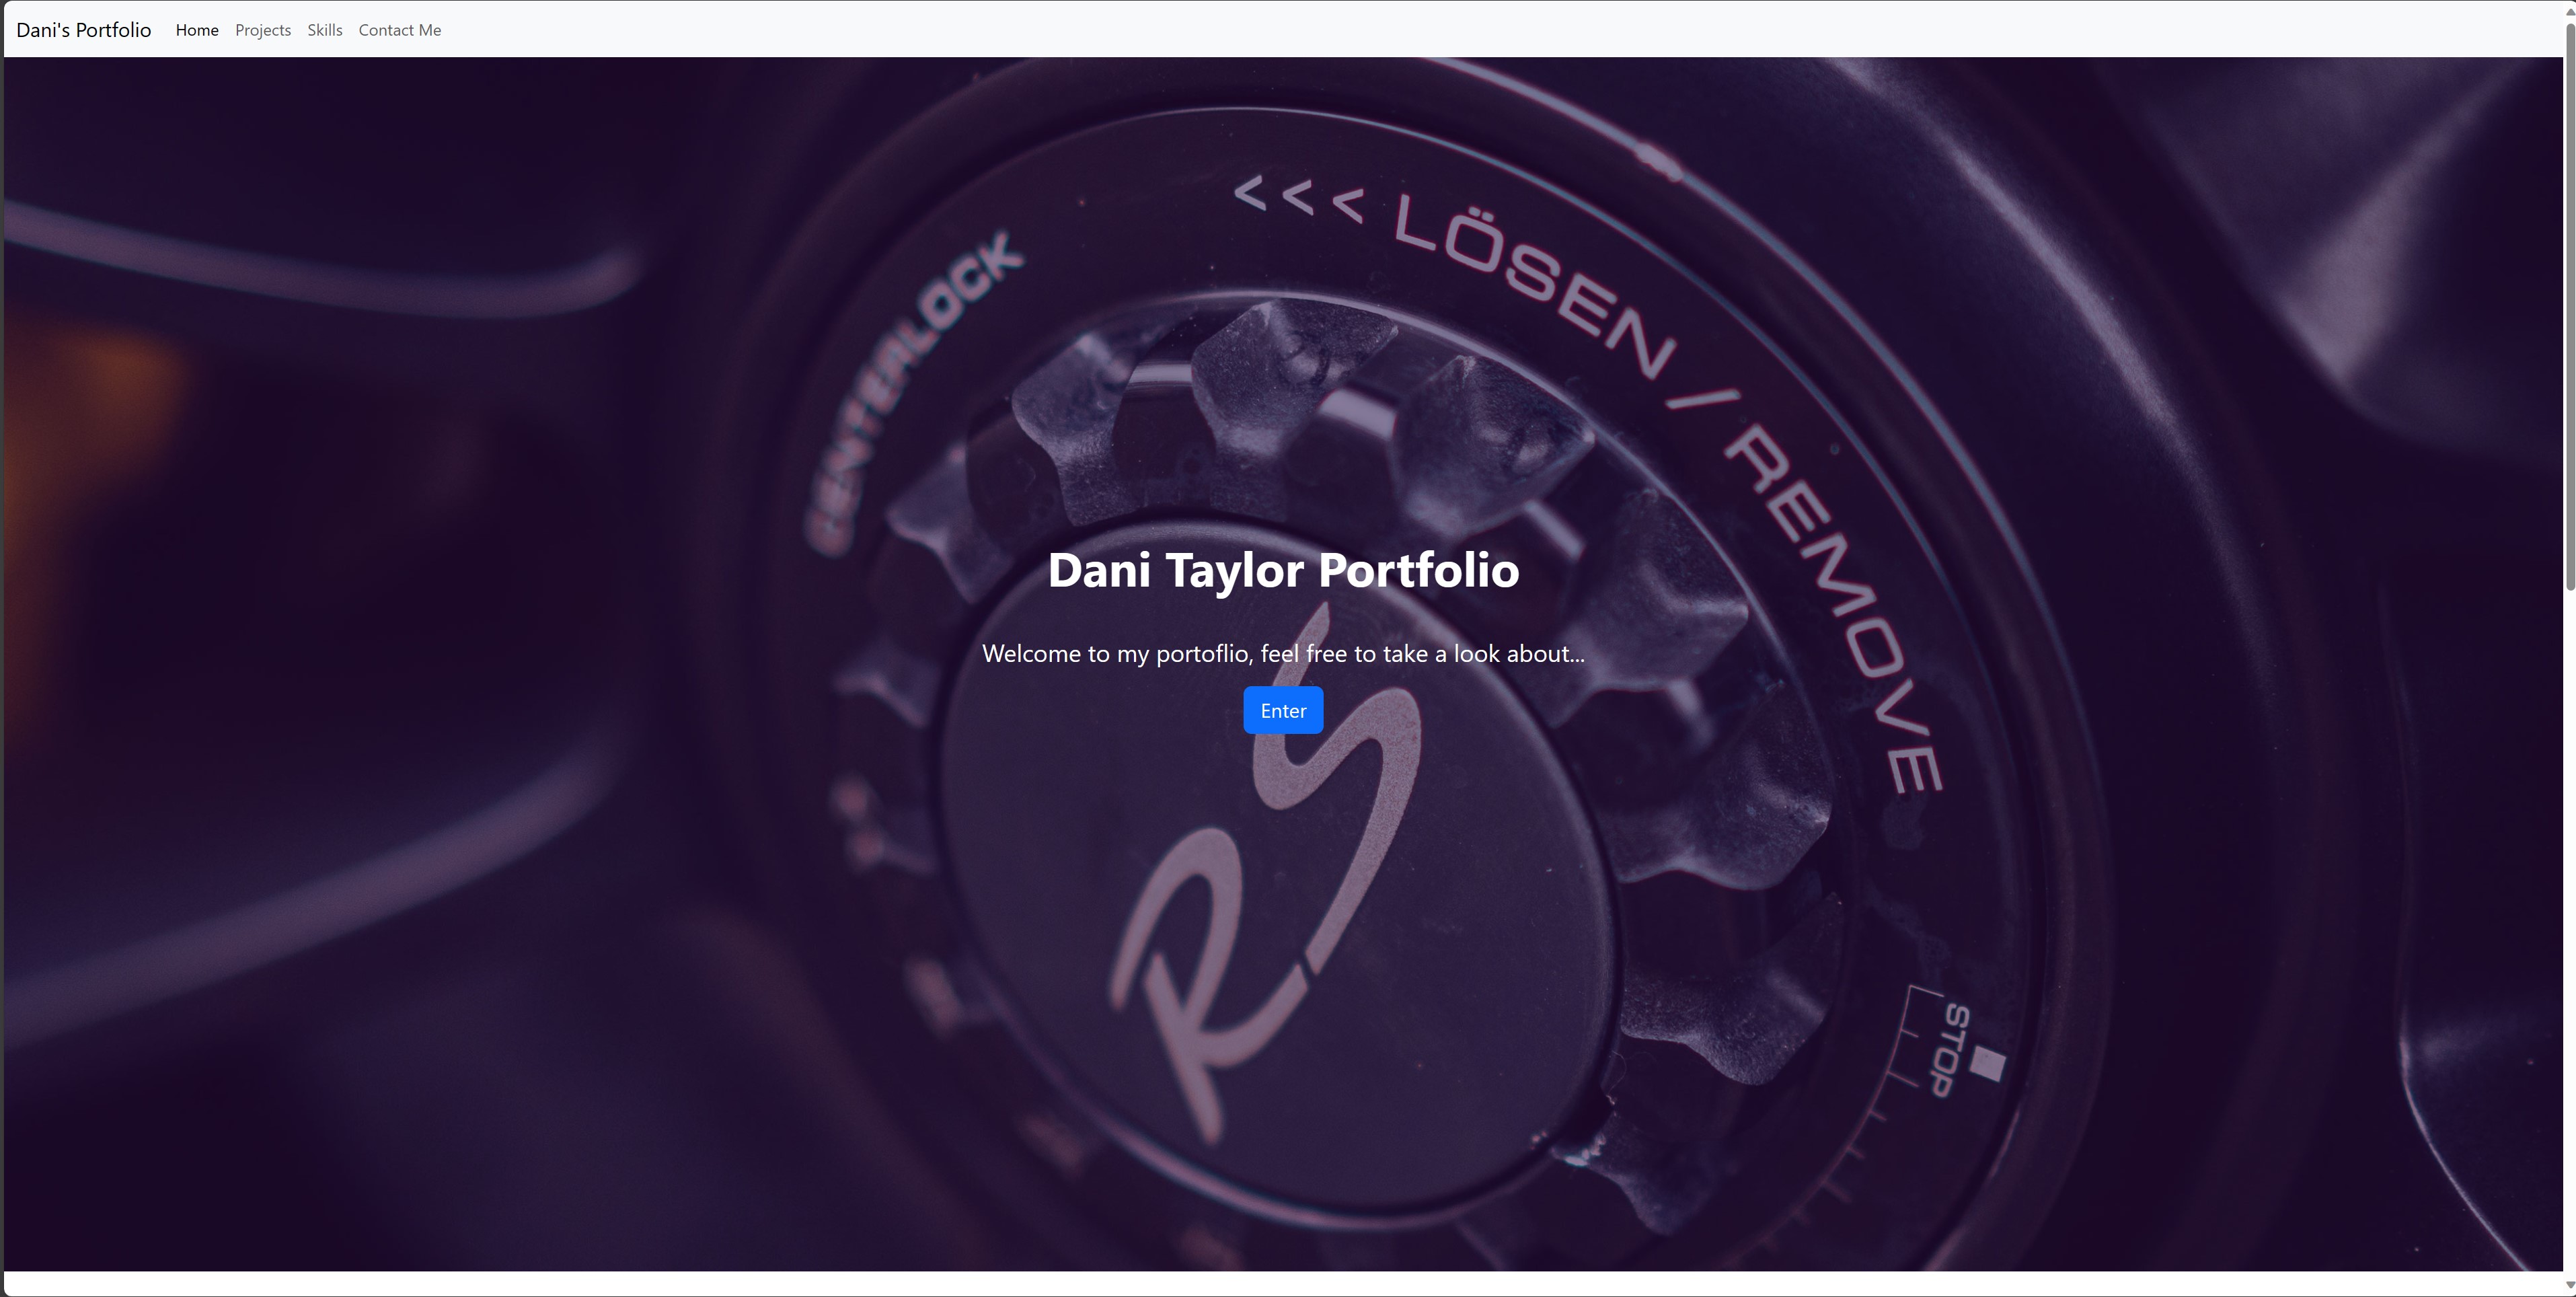 Dani's Portfolio Home Projects Skills Contact Me
<<< LÖSEN / REMOVE
CENTERLOCK
Dani Taylor Portfolio
Welcome to my portoflio, feel free to take a look about...
Enter
RS
STOP